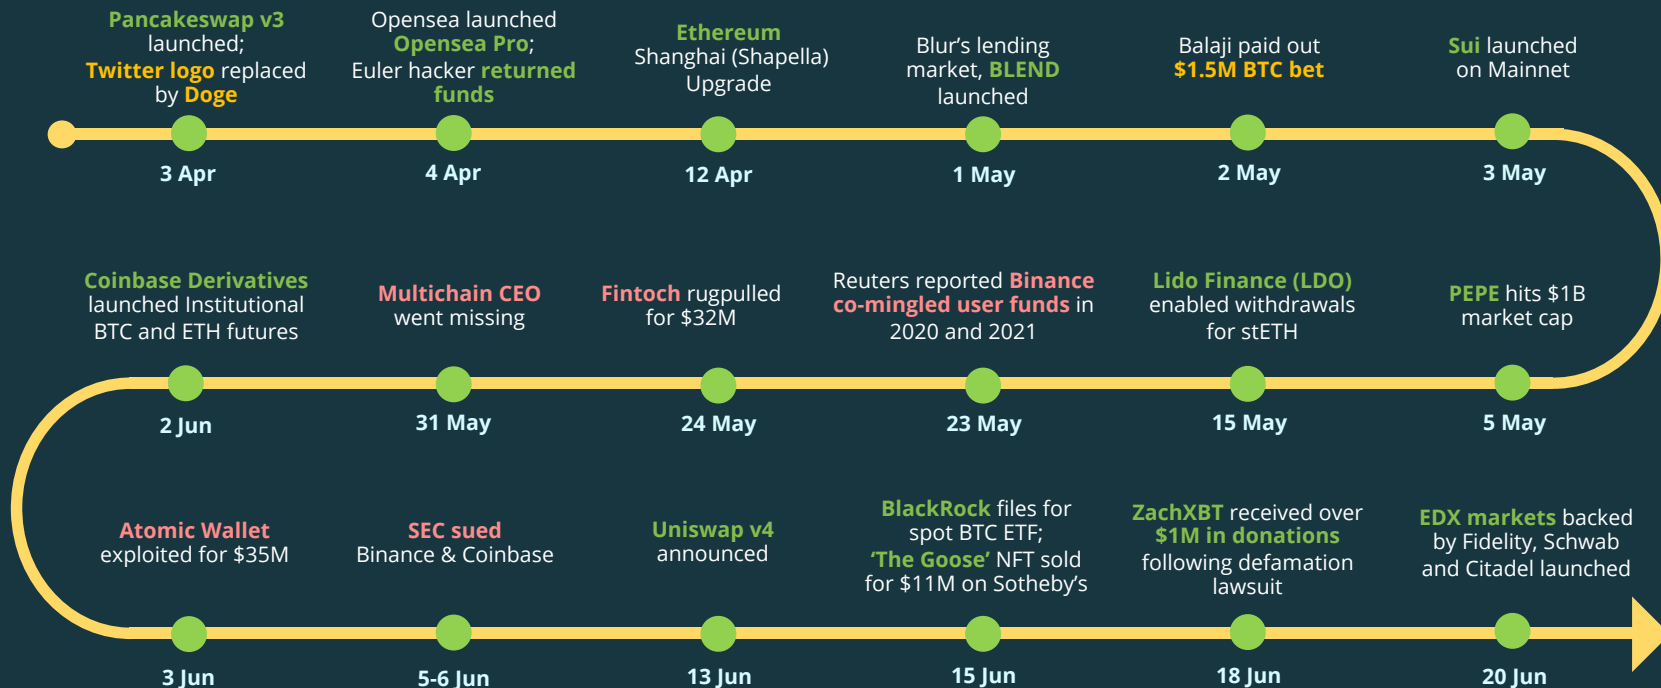 Pancakeswap v3
launched;
Twitter logo replaced
by Doge
3 Apr
Opensea launched
Opensea Pro;
Euler hacker returned
funds
4 Apr
Ethereum
Shanghai (Shapella)
Upgrade
12 Apr
Blur’s lending
market, BLEND
launched
1 May
Balaji paid out
$1.5M BTC bet
2 May
Sui launched
on Mainnet
3 May
PEPE hits $1B
market cap
5 May
Lido Finance (LDO)
enabled withdrawals
for stETH
15 May
Reuters reported Binance
co-mingled user funds in
2020 and 2021
23 May
Fintoch rugpulled
for $32M
24 May
Multichain CEO
went missing
31 May
Coinbase Derivatives
launched Institutional
BTC and ETH futures
2 Jun
Atomic Wallet
exploited for $35M
3 Jun
SEC sued
Binance & Coinbase
5-6 Jun
Uniswap v4
announced
13 Jun
BlackRock files for
spot BTC ETF;
‘The Goose’ NFT sold
for $11M on Sotheby’s
15 Jun
ZachXBT received over
$1M in donations
following defamation
lawsuit
18 Jun
EDX markets backed
by Fidelity, Schwab
and Citadel launched
20 Jun